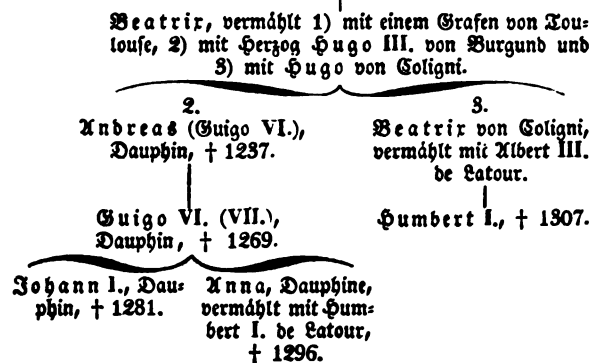 Beatrix, vermählt 1) mit einem Grafen von Tou=
louse, 2) mit Herzog Hugo III. von Burgund und
3) mit Hugo von Coligni.
2.
Andreas (Guigo VI.),
Dauphin, † 1237.
3.
Beatrix von Coligni,
vermählt mit Albert III.
de Latour.
Guigo VI. (VII.),
Dauphin, † 1269.
Humbert I., † 1307.
Johann I., Dau=
phin, † 1281.
Anna, Dauphine,
vermählt mit Hum=
bert I. de Latour,
† 1296.